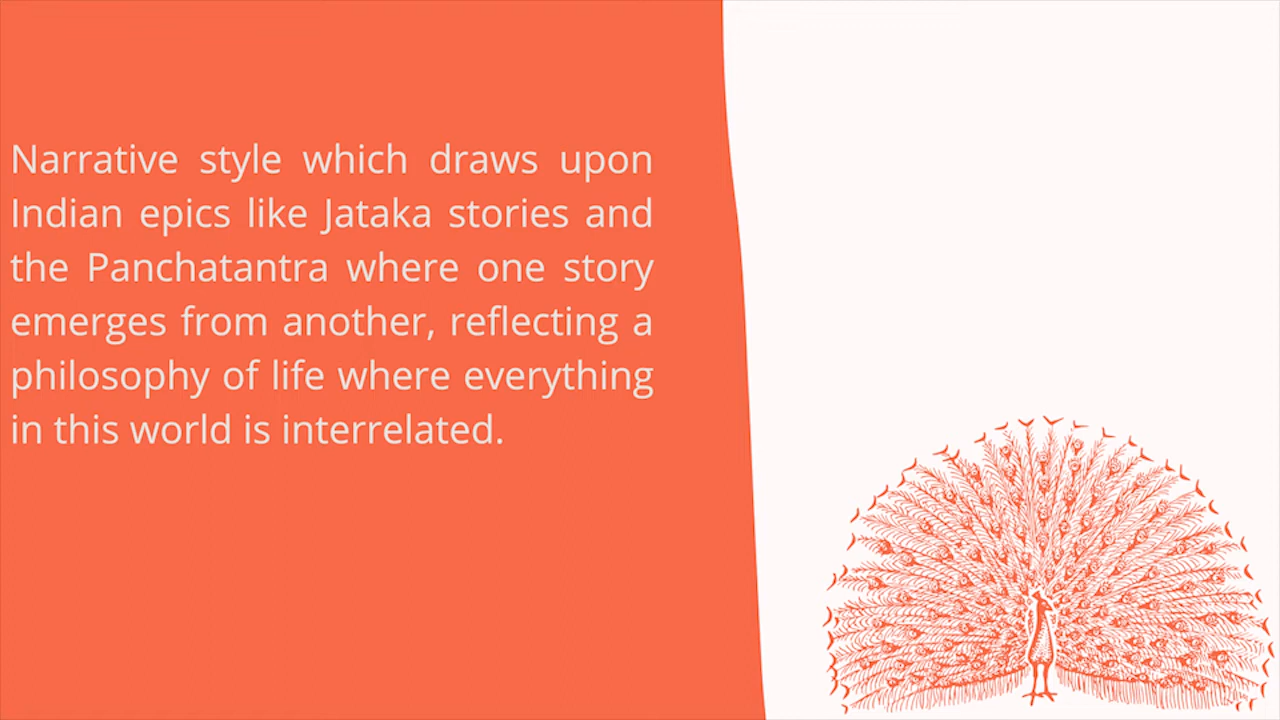 Narrative style which draws upon
Indian epics like Jataka stories and
the Panchatantra where one story
emerges from another, reflecting a
philosophy of life where everything
in this world is interrelated.